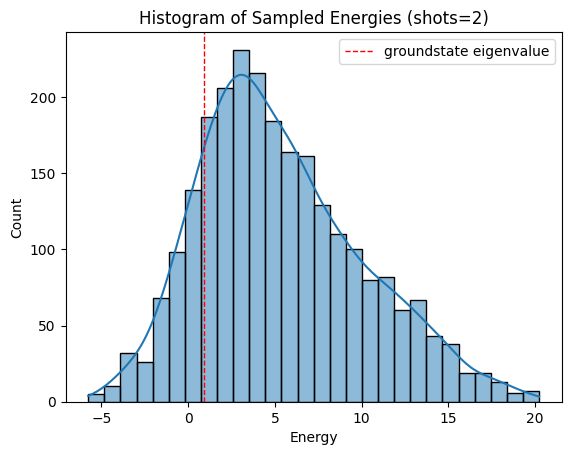 Histogram of Sampled Energies (shots=2)
groundstate eigenvalue
Count
200
150
100
50
0
−5
0
5
10
15
20
Energy